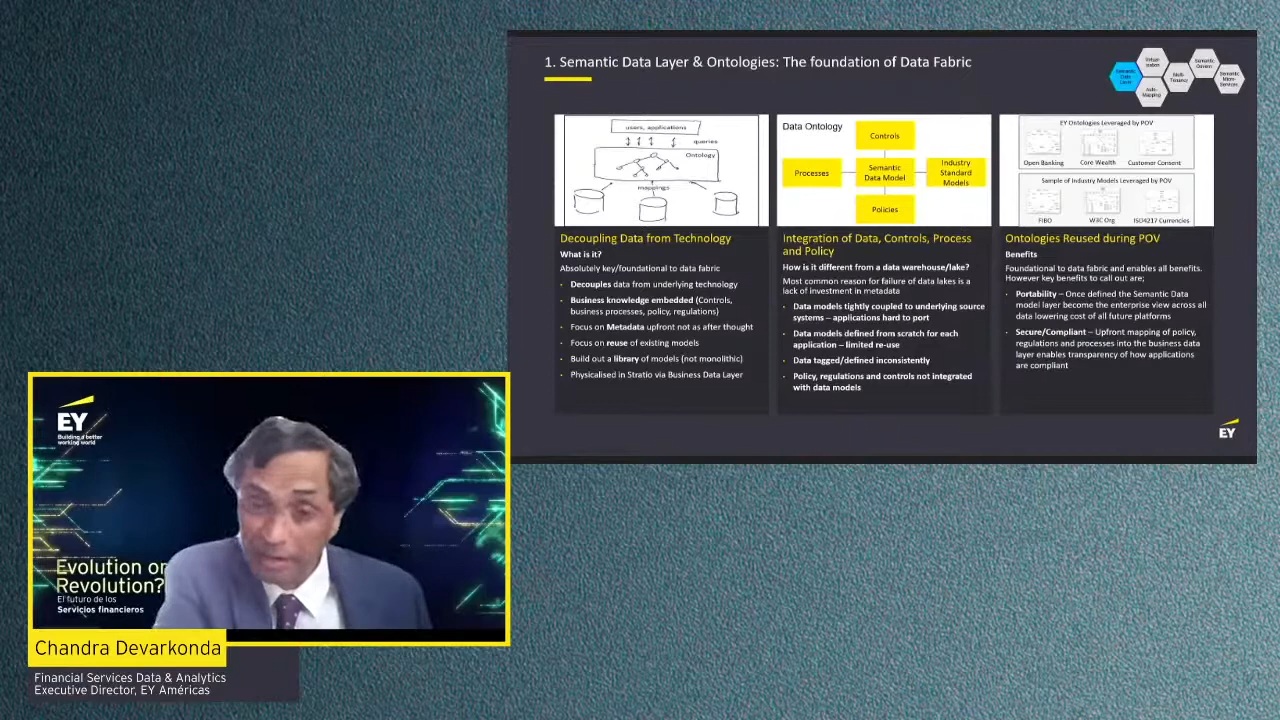 1. Semantic Data Layer & Ontologies: The foundation of Data Fabric
Semantic
Data
Layer
Auto-
Mapping
Multi-
Tenancy
Semantic
users, applications
queries
Ontology
mappings
Decoupling Data from Technology
What is it?
Absolutely key/foundational to data fabric
• Decouples data from underlying technology
• Business knowledge embedded (Controls,
business processes, policy, regulations)
• Focus on Metadata upfront not as after thought
• Focus on reuse of existing models
• Build out a library of models (not monolithic)
• Physicalised in Stratio via Business Data Layer
Data Ontology
Controls
Processes
Semantic
Data Model
Industry
Standard
Models
Policies
Integration of Data, Controls, Process
and Policy
How is it different from a data warehouse/lake?
Most common reason for failure of data lakes is a
lack of investment in metadata
• Data models tightly coupled to underlying source
systems – applications hard to port
• Data models defined from scratch for each
application – limited re-use
• Data tagged/defined inconsistently
• Policy, regulations and controls not integrated
with data models
EY Ontologies Leveraged by POV
Open Banking Core Wealth Customer Consent
Sample of Industry Models Leveraged by POV
FIBO W3C Org ISO4217 Currencies
Ontologies Reused during POV
Benefits
Foundational to data fabric and enables all benefits.
However key benefits to call out are;
• Portability – Once defined the Semantic Data
model layer become the enterprise view across all
data lowering cost of all future platforms
• Secure/Compliant – Upfront mapping of policy,
regulations and processes into the business data
layer enables transparency of how applications
are compliant
EY
EY
Building a better
working world
Evolution or
Revolution?
El futuro de los
Servicios financieros
Chandra Devarkonda
Financial Services Data & Analytics
Executive Director, EY Américas